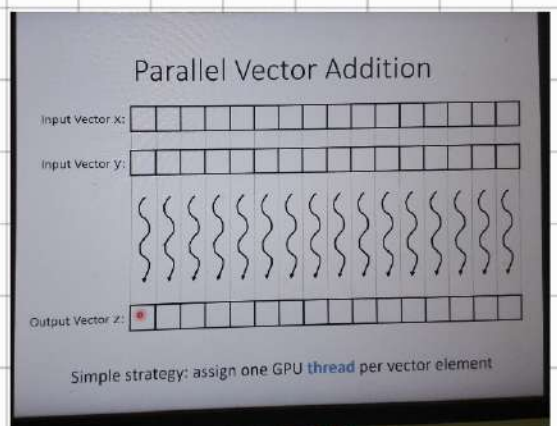 Parallel Vector Addition
Input Vector x:
Input Vector y:
Output Vector z:
Simple strategy: assign one GPU thread per vector element